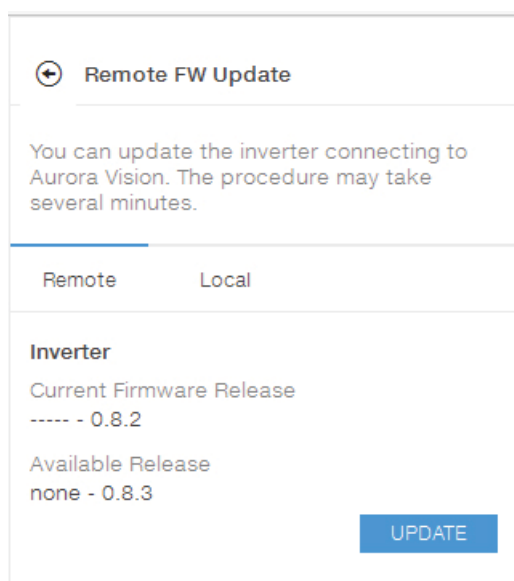 Remote FW Update
You can update the inverter connecting to
Aurora Vision. The procedure may take
several minutes.
Remote Local
Inverter
Current Firmware Release
----- - 0.8.2
Available Release
none - 0.8.3
UPDATE